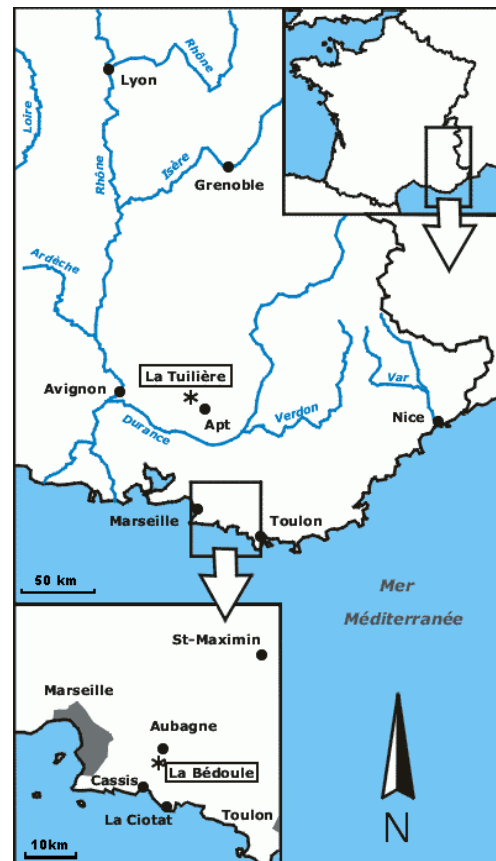 Lyon
Rhône
Loire
Rhône
Isère
Grenoble
Ardèche
La Tuilière
Avignon
Apt
Durance
Verdon
Var
Nice
Marseille
Toulon
50 km
Mer
Méditerranée
St-Maximin
Marseille
Aubagne
La Bédoule
Cassis
La Ciotat
Toulon
10km
N